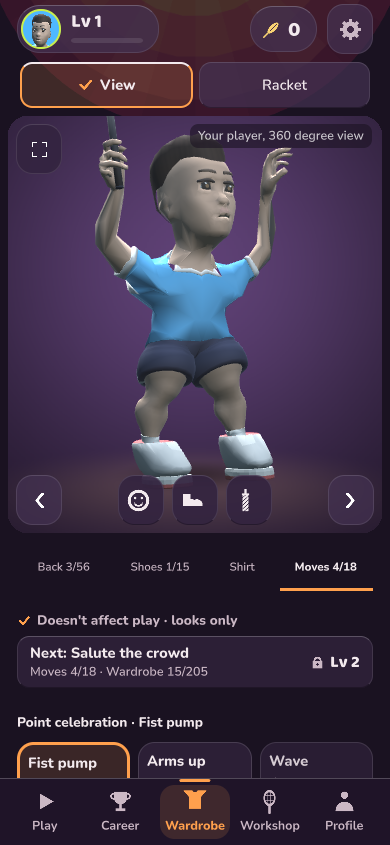 Lv 1
0
View
Racket
Your player, 360 degree view
Back 3/56
Shoes 1/15
Shirt
Moves 4/18
Doesn't affect play · looks only
Next: Salute the crowd
Moves 4/18 · Wardrobe 15/205
Lv 2
Point celebration · Fist pump
Fist pump
Arms up
Wave
Play
Career
Wardrobe
Workshop
Profile